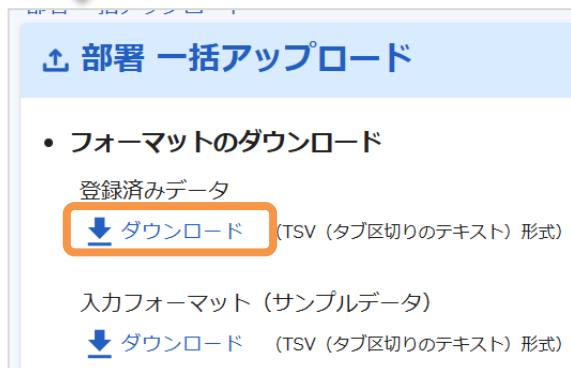 部署 一括アップロード
フォーマットのダウンロード
登録済みデータ
ダウンロード (TSV（タブ区切りのテキスト）形式)
入力フォーマット（サンプルデータ）
ダウンロード (TSV（タブ区切りのテキスト）形式)